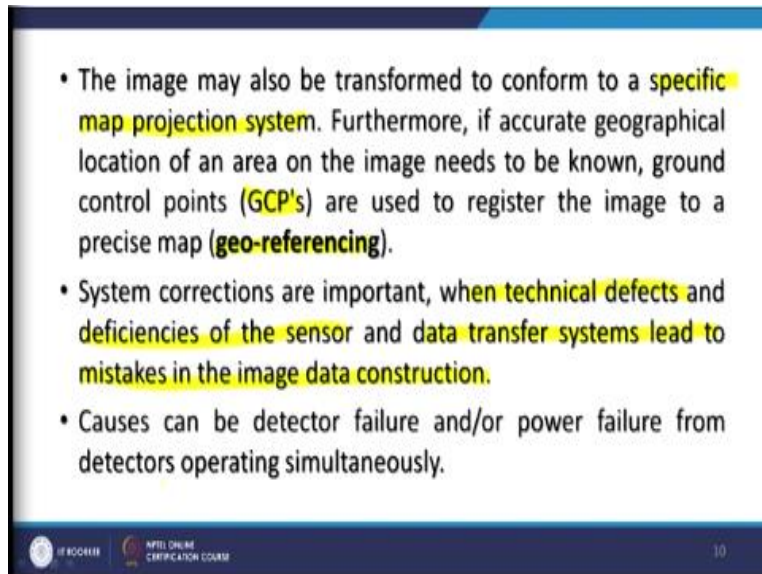 • The image may also be transformed to conform to a specific
map projection system. Furthermore, if accurate geographical
location of an area on the image needs to be known, ground
control points (GCP's) are used to register the image to a
precise map (geo-referencing).
• System corrections are important, when technical defects and
deficiencies of the sensor and data transfer systems lead to
mistakes in the image data construction.
• Causes can be detector failure and/or power failure from
detectors operating simultaneously.
IIT ROORKEE
NPTEL ONLINE
CERTIFICATION COURSE
10